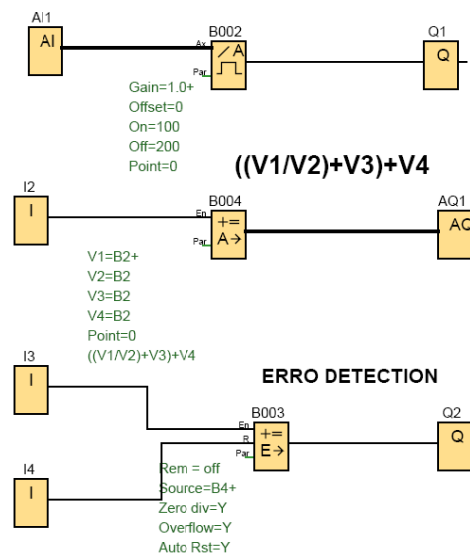 AI1
AI
B002
Ax
/ A
Par
Q1
Q
Gain=1.0+
Offset=0
On=100
Off=200
Point=0
((V1/V2)+V3)+V4
I2
I
B004
En
+=
A→
Par
AQ1
AQ
V1=B2+
V2=B2
V3=B2
V4=B2
Point=0
((V1/V2)+V3)+V4
I3
I
ERRO DETECTION
B003
En
R
Par
+=
E→
Q2
Q
I4
I
Rem = off
Source=B4+
Zero div=Y
Overflow=Y
Auto Rst=Y